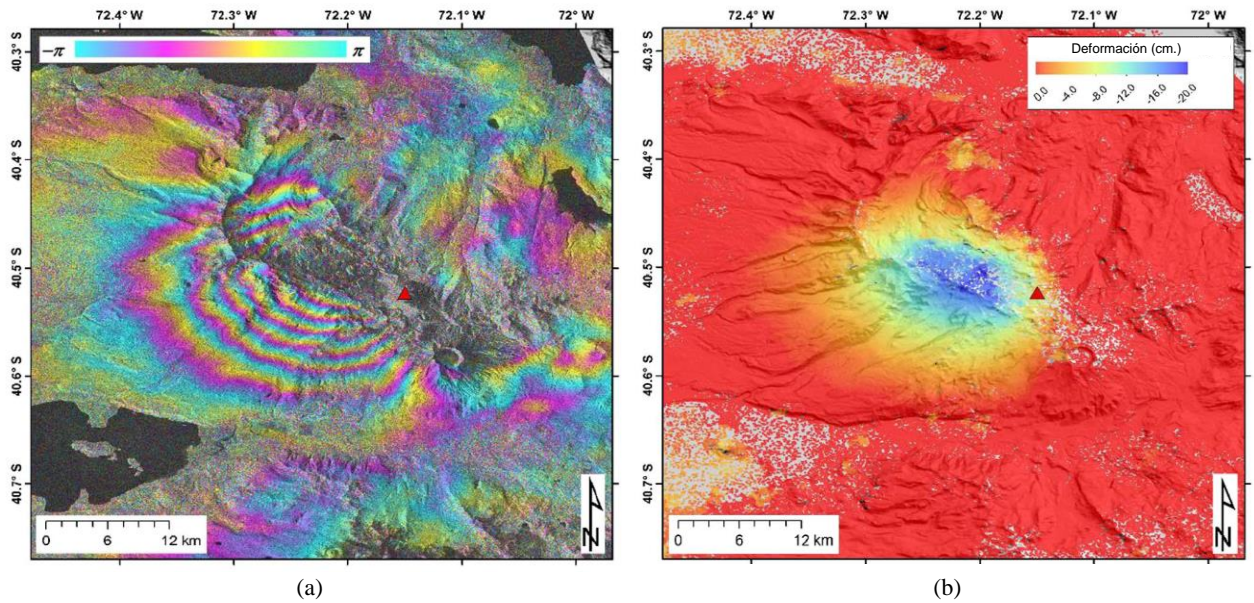 72.4° W 72.3° W 72.2° W 72.1° W 72° W
72.4° W 72.3° W 72.2° W 72.1° W 72° W
−π π
Deformación (cm.)
0.0 -4.0 -8.0 -12.0 -16.0 -20.0
40.3° S
40.4° S
40.5° S
40.6° S
40.7° S
40.3° S
40.4° S
40.5° S
40.6° S
40.7° S
0 6 12 km
N
0 6 12 km
N
(a) (b)